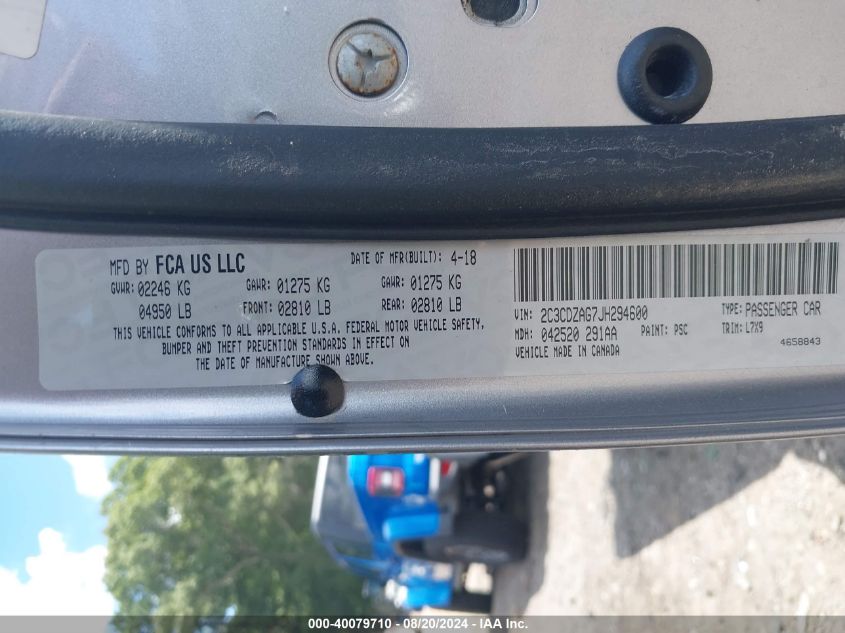 MFD BY FCA US LLC
DATE OF MFR(BUILT): 4-18
GVWR: 02246 KG
GAWR: 01275 KG
GAWR: 01275 KG
04950 LB
FRONT: 02810 LB
REAR: 02810 LB
THIS VEHICLE CONFORMS TO ALL APPLICABLE U.S.A. FEDERAL MOTOR VEHICLE SAFETY,
BUMPER AND THEFT PREVENTION STANDARDS IN EFFECT ON
THE DATE OF MANUFACTURE SHOWN ABOVE.
VIN: 2C3CDZAG7JH294600
TYPE: PASSENGER CAR
MDH: 042520 291AA
PAINT: PSC
TRIM: L7X9
VEHICLE MADE IN CANADA
4658843
000-40079710 - 08/20/2024 - IAA Inc.